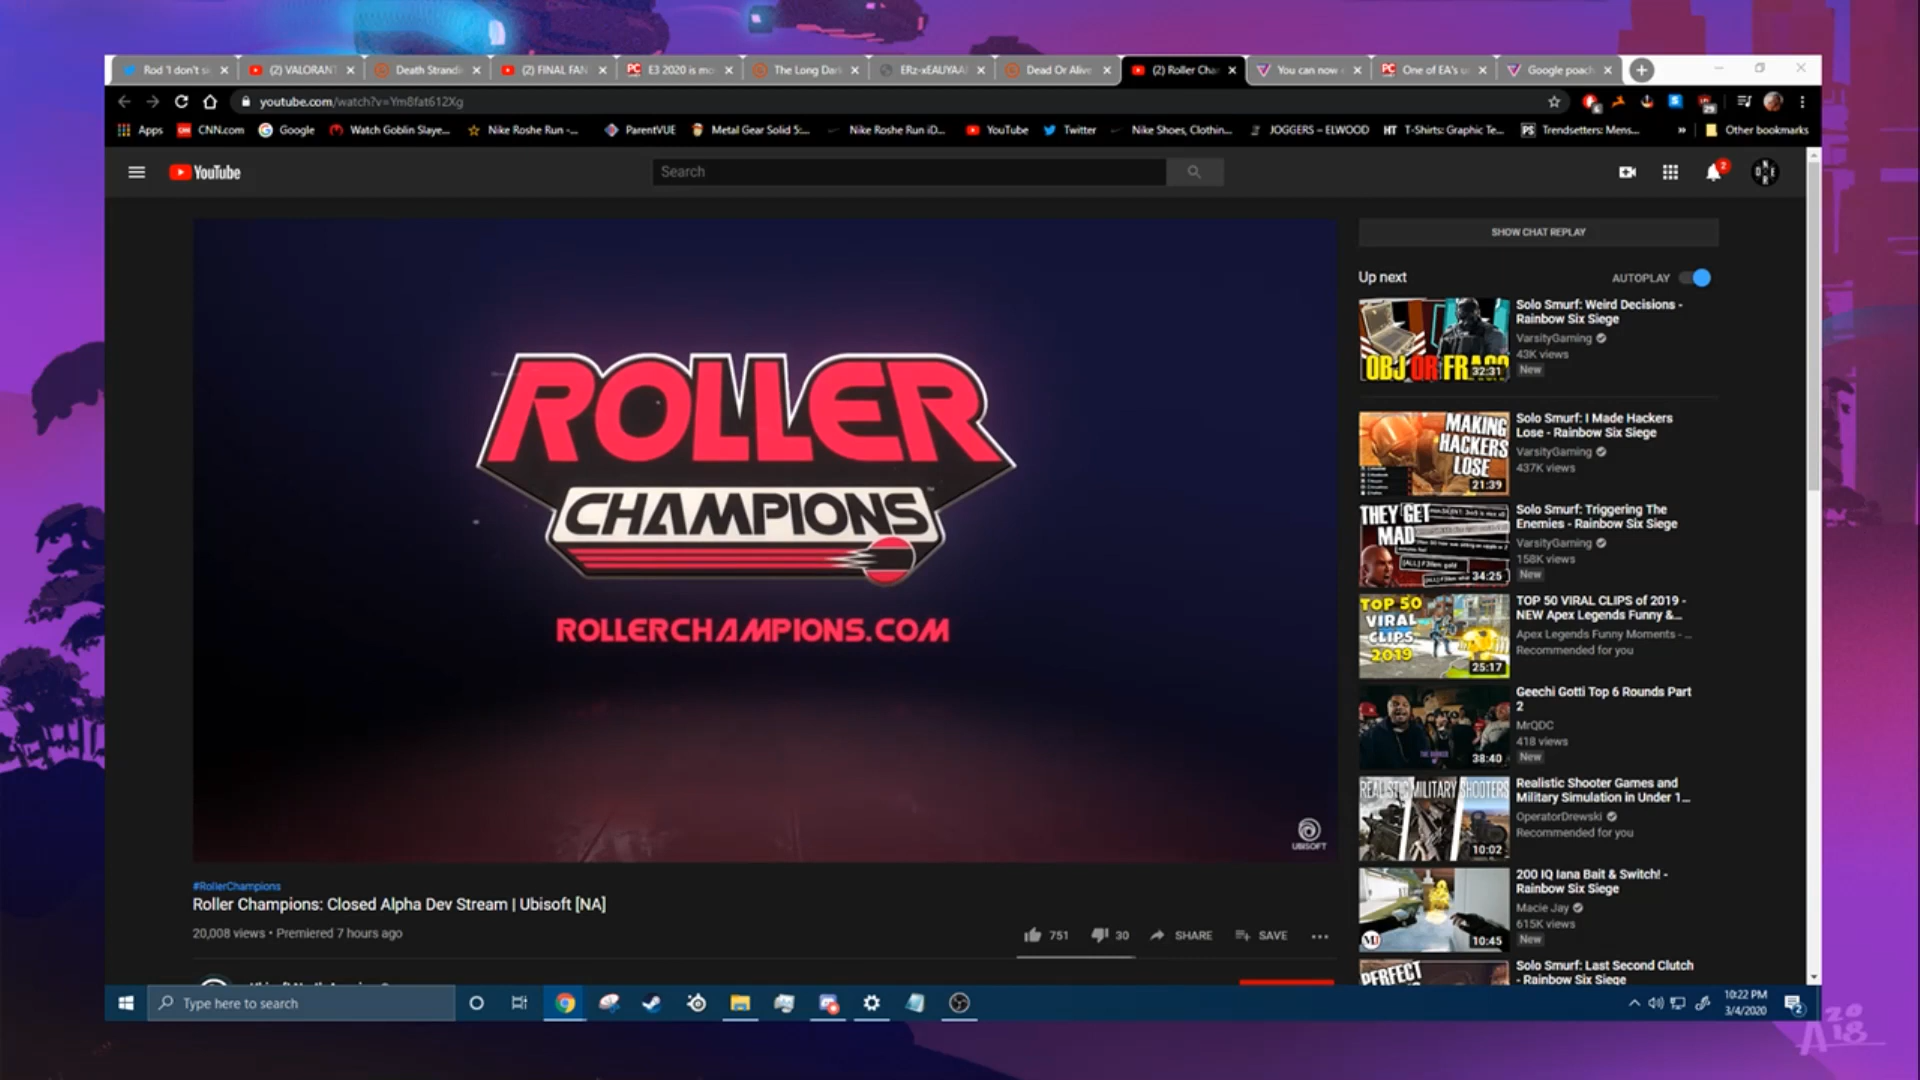 Rod 'I don't s
(2) VALORANT
Death Strandi
(2) FINAL FAN
E3 2020 is mo
The Long Dar
ERz-xEAUYAA
Dead Or Alive
(2) Roller Cha
You can now
One of EA's
Google poach
youtube.com/watch?v=Ym8fat612Xg
Apps
CNN.com
Google
Watch Goblin Slaye...
Nike Roshe Run -...
ParentVUE
Metal Gear Solid 5:...
Nike Roshe Run iD...
YouTube
Twitter
Nike Shoes, Clothin...
JOGGERS – ELWOOD
HT T-Shirts: Graphic Te...
PS Trendsetters: Mens...
»
Other bookmarks
YouTube
Search
2
SHOW CHAT REPLAY
Up next
AUTOPLAY
ROLLER
CHAMPIONS
ROLLERCHAMPIONS.COM
UBISOFT
OBJ OR FRAGS
32:31
Solo Smurf: Weird Decisions -
Rainbow Six Siege
VarsityGaming
43K views
New
MAKING
HACKERS
LOSE
21:39
Solo Smurf: I Made Hackers
Lose - Rainbow Six Siege
VarsityGaming
437K views
THEY GET
MAD
34:25
Solo Smurf: Triggering The
Enemies - Rainbow Six Siege
VarsityGaming
158K views
New
TOP 50
VIRAL
CLIPS
2019
25:17
TOP 50 VIRAL CLIPS of 2019 -
NEW Apex Legends Funny &...
Apex Legends Funny Moments - ...
Recommended for you
38:40
Geechi Gotti Top 6 Rounds Part
2
MrQDC
418 views
New
REALISTIC MILITARY SHOOTERS
10:02
Realistic Shooter Games and
Military Simulation in Under 1...
OperatorDrewski
Recommended for you
MJ
10:45
200 IQ Iana Bait & Switch! -
Rainbow Six Siege
Macie Jay
615K views
New
PERFECT
Solo Smurf: Last Second Clutch
- Rainbow Six Siege
#RollerChampions
Roller Champions: Closed Alpha Dev Stream | Ubisoft [NA]
20,008 views • Premiered 7 hours ago
751
30
SHARE
SAVE
Type here to search
10:22 PM
3/4/2020
2
A 2018